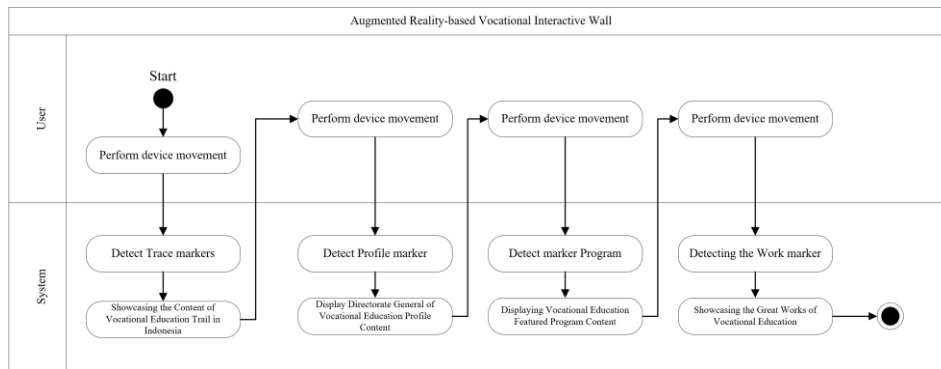 Augmented Reality-based Vocational Interactive Wall
User
Start
Perform device movement
Perform device movement
Perform device movement
Perform device movement
System
Detect Trace markers
Detect Profile marker
Detect marker Program
Detecting the Work marker
Showcasing the Content of
Vocational Education Trail in
Indonesia
Display Directorate General of
Vocational Education Profile
Content
Displaying Vocational Education
Featured Program Content
Showcasing the Great Works of
Vocational Education